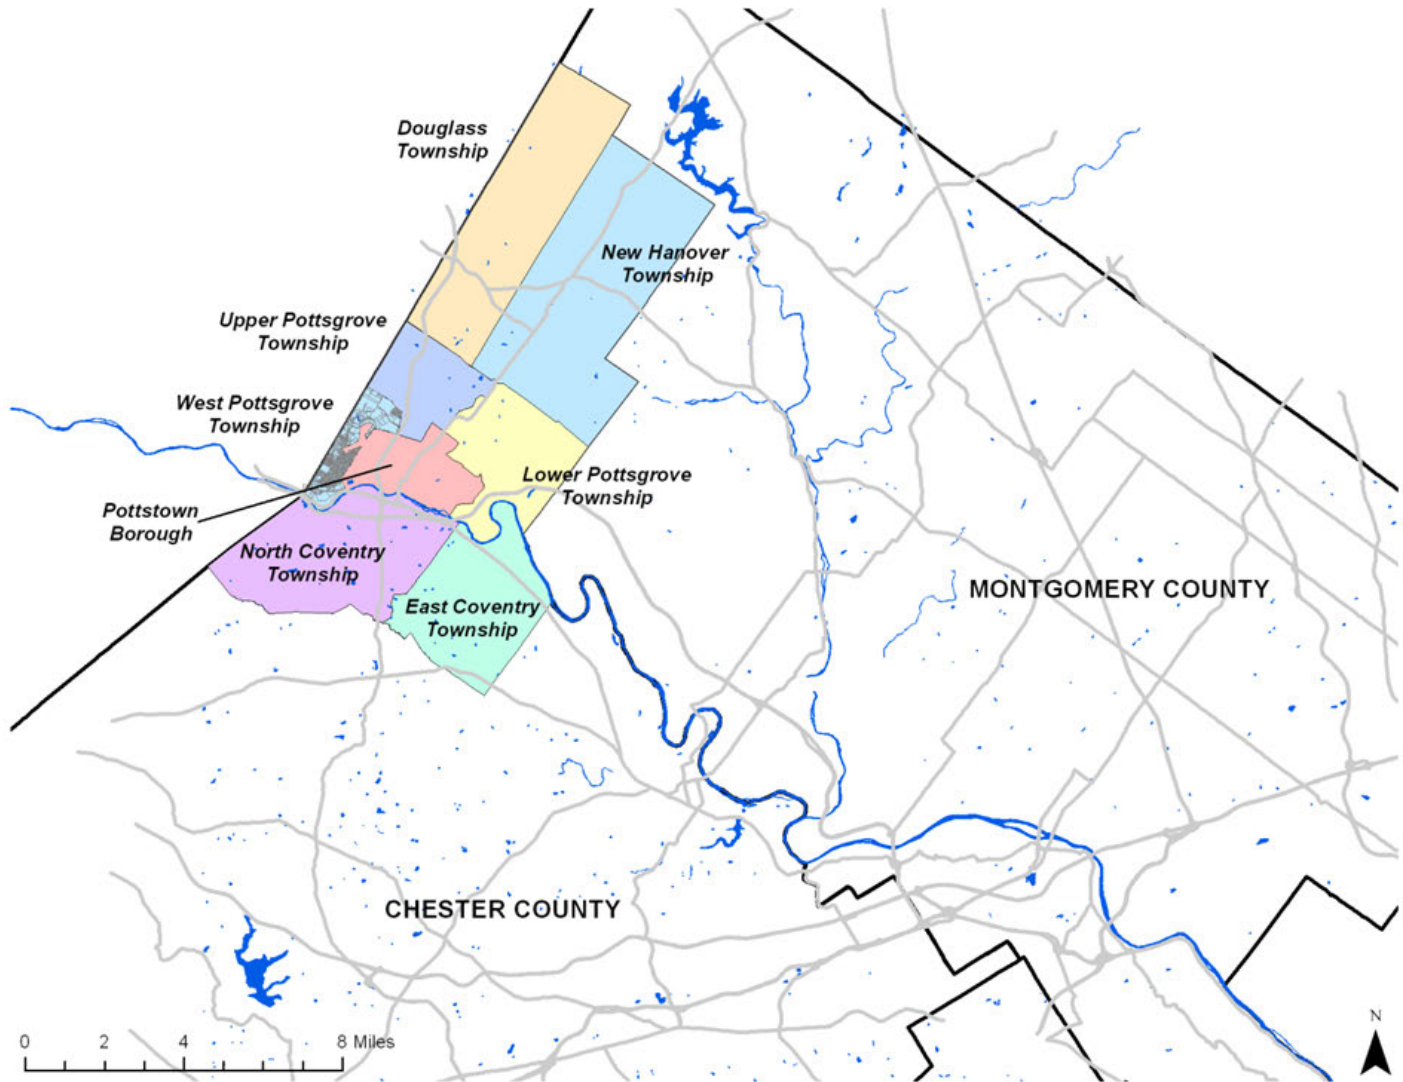 Douglass
Township
New Hanover
Township
Upper Pottsgrove
Township
West Pottsgrove
Township
Lower Pottsgrove
Township
Pottstown
Borough
North Coventry
Township
East Coventry
Township
MONTGOMERY COUNTY
CHESTER COUNTY
N
0 2 4 8 Miles